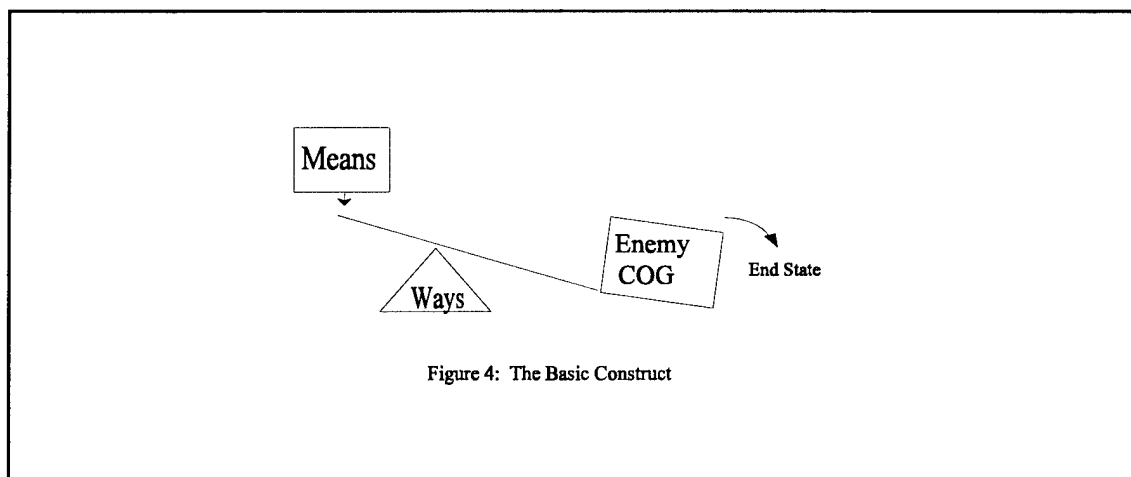 Means
Enemy
COG
End State
Ways
Figure 4: The Basic Construct